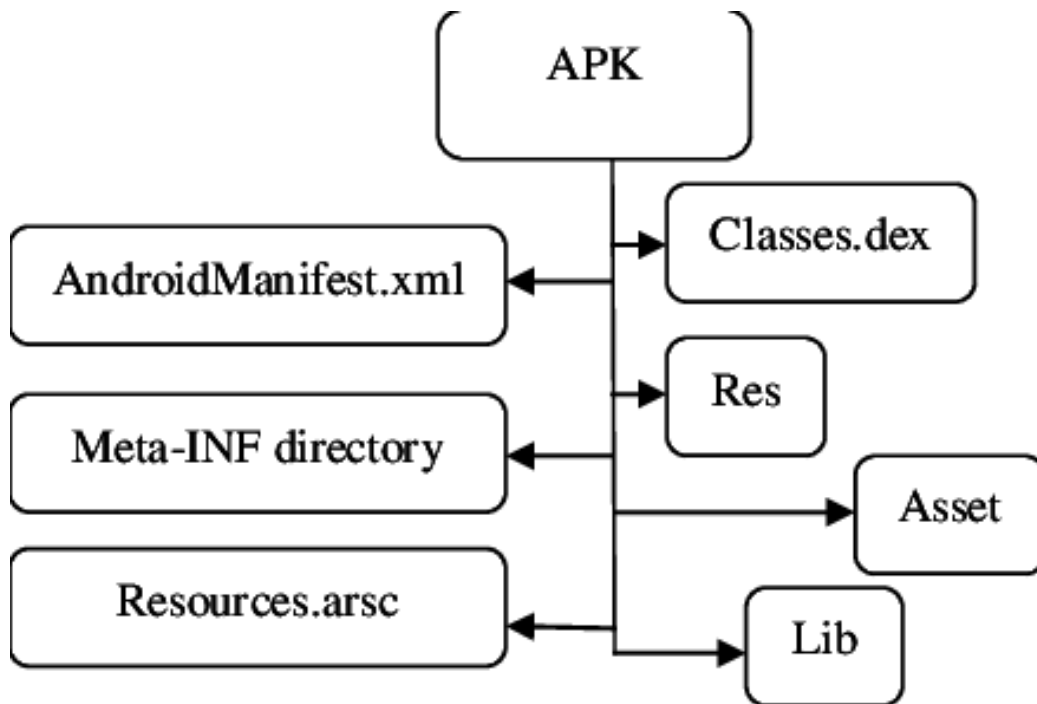 APK
Classes.dex
AndroidManifest.xml
Res
Meta-INF directory
Asset
Resources.arsc
Lib